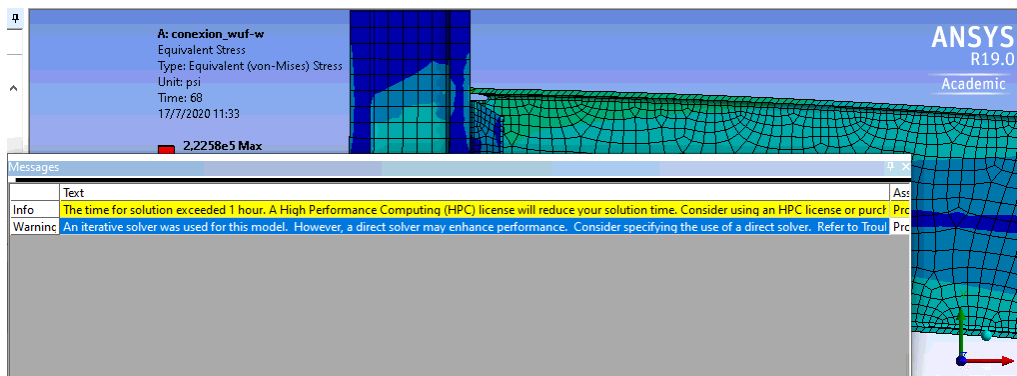 A: conexion_wuf-w
Equivalent Stress
Type: Equivalent (von-Mises) Stress
Unit: psi
Time: 68
17/7/2020 11:33
2,2258e5 Max
ANSYS
R19.0
Academic
Messages
Text
Info The time for solution exceeded 1 hour. A High Performance Computing (HPC) license will reduce your solution time. Consider using an HPC license or
Warning An iterative solver was used for this model. However, a direct solver may enhance performance. Consider specifying the use of a direct solver. Refer to